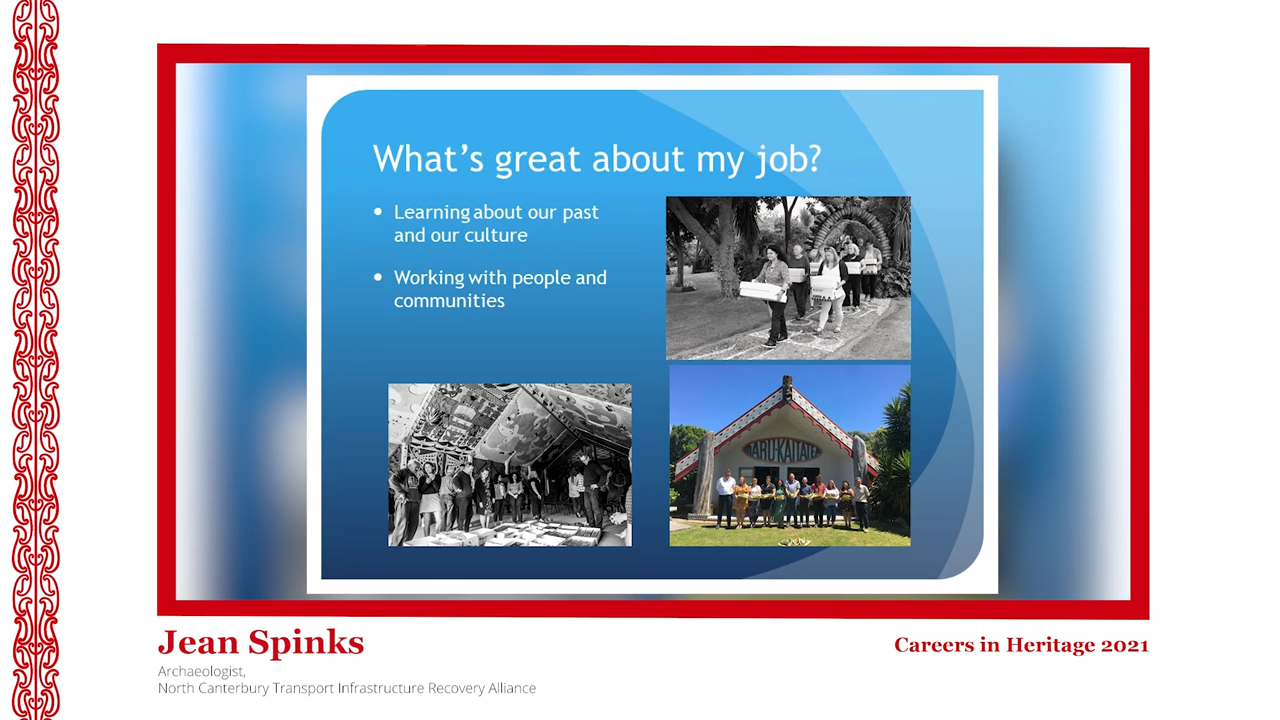 What's great about my job?
• Learning about our past
and our culture
• Working with people and
communities
Jean Spinks
Archaeologist,
North Canterbury Transport Infrastructure Recovery Alliance
Careers in Heritage 2021